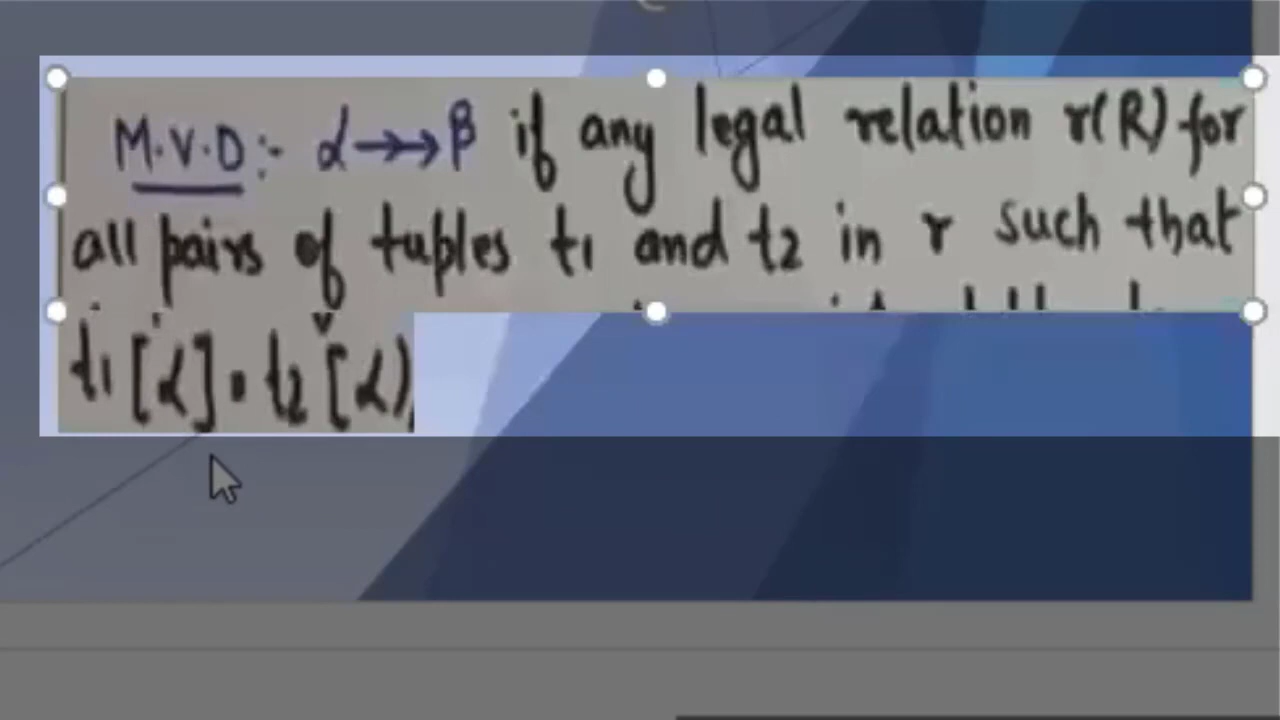 M.V.D:- α↠β if any legal relation r(R) for
all pairs of tuples t1 and t2 in r such that
t1[α] = t2[α)